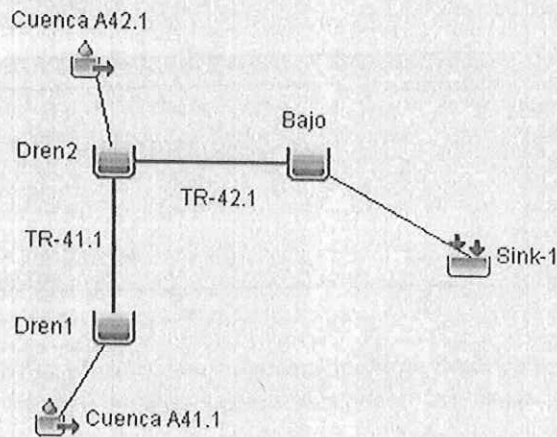 Cuenca A42.1
Bajo
Dren2
TR-42.1
TR-41.1
Sink-1
Dren1
Cuenca A41.1